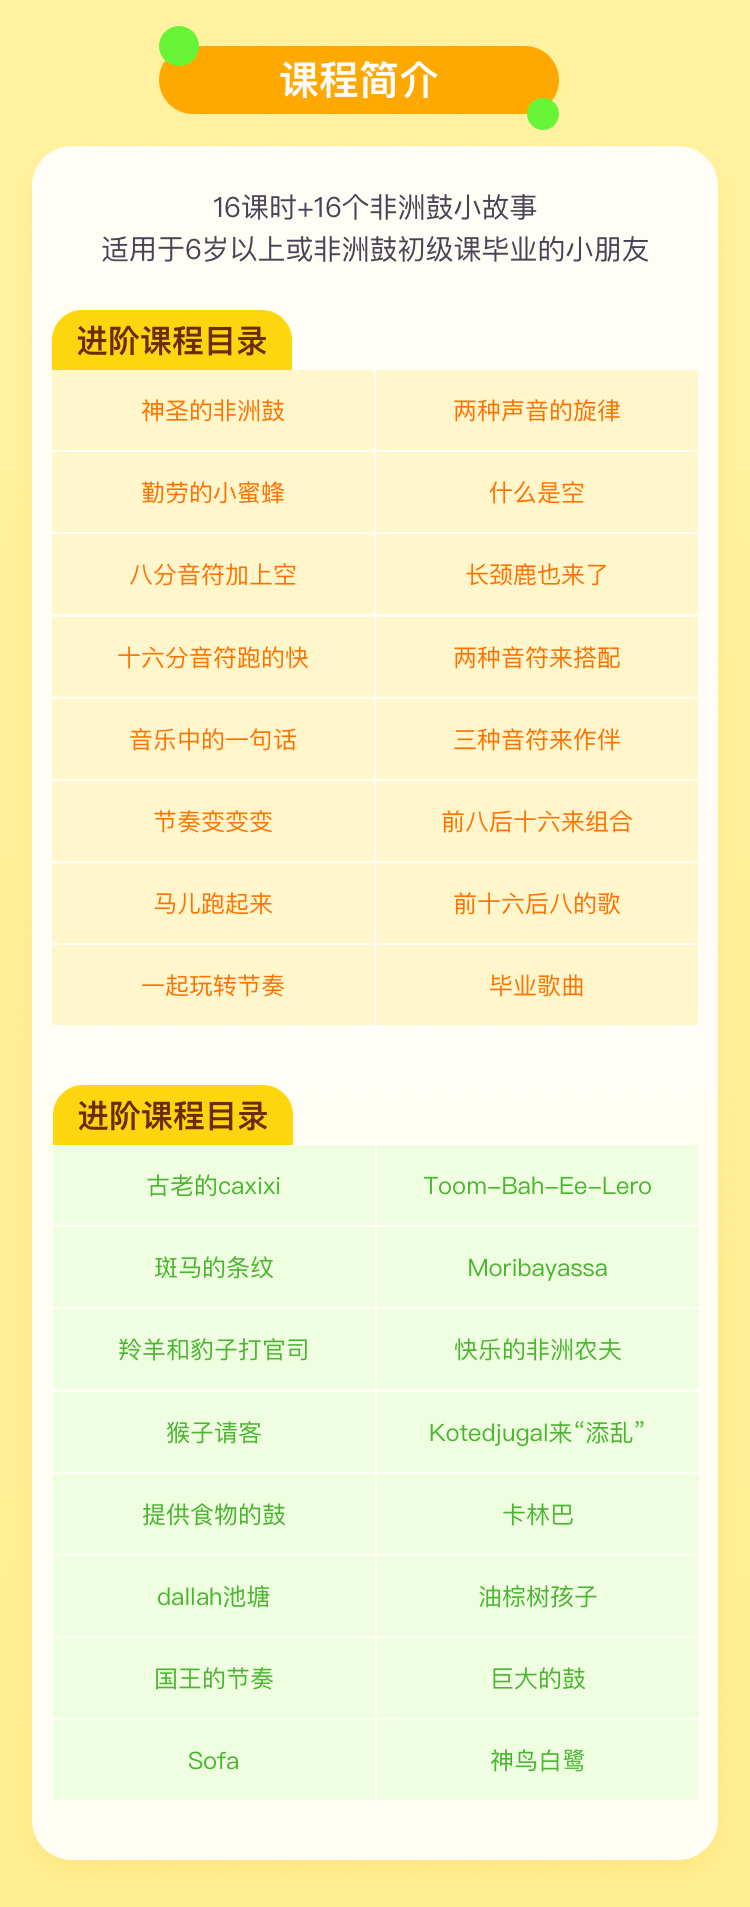 课程简介
16课时+16个非洲鼓小故事
适用于6岁以上或非洲鼓初级课毕业的小朋友
进阶课程目录
神圣的非洲鼓 两种声音的旋律
勤劳的小蜜蜂 什么是空
八分音符加上空 长颈鹿也来了
十六分音符跑的快 两种音符来搭配
音乐中的一句话 三种音符来作伴
节奏变变变 前八后十六来组合
马儿跑起来 前十六后八的歌
一起玩转节奏 毕业歌曲
进阶课程目录
古老的caxixi Toom-Bah-Ee-Lero
斑马的条纹 Moribayassa
羚羊和豹子打官司 快乐的非洲农夫
猴子请客 Kotedjugal来“添乱”
提供食物的鼓 卡林巴
dallah池塘 油棕树孩子
国王的节奏 巨大的鼓
Sofa 神鸟白鹭